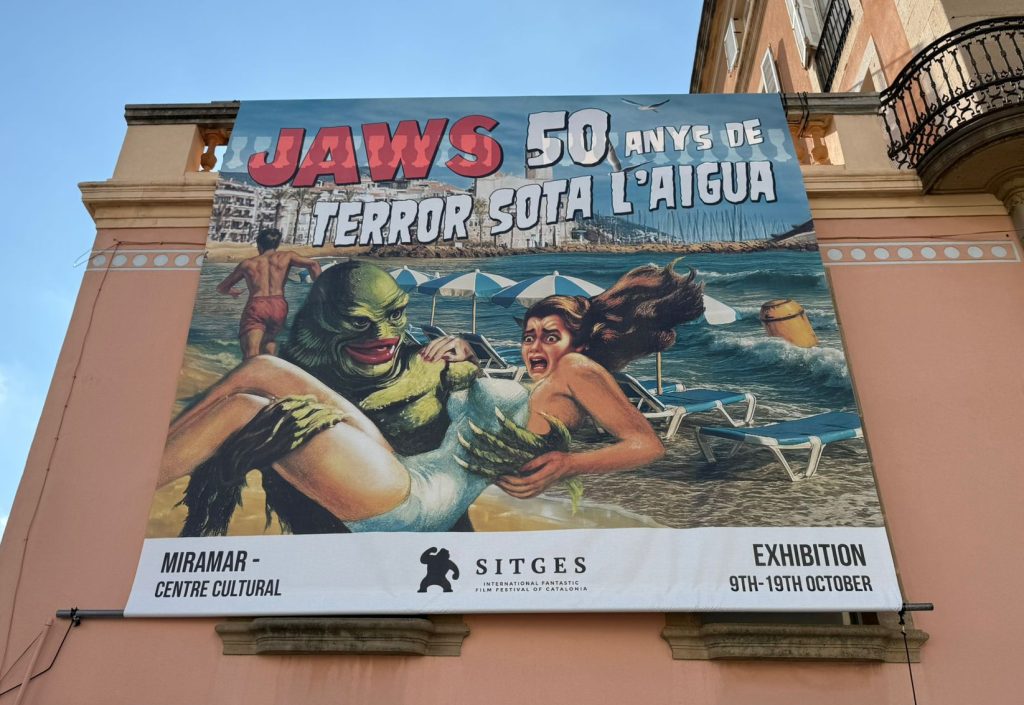 JAWS 50 ANYS DE
TERROR SOTA L'AIGUA
MIRAMAR -
CENTRE CULTURAL
SITGES
INTERNATIONAL FANTASTIC
FILM FESTIVAL OF CATALONIA
EXHIBITION
9TH-19TH OCTOBER